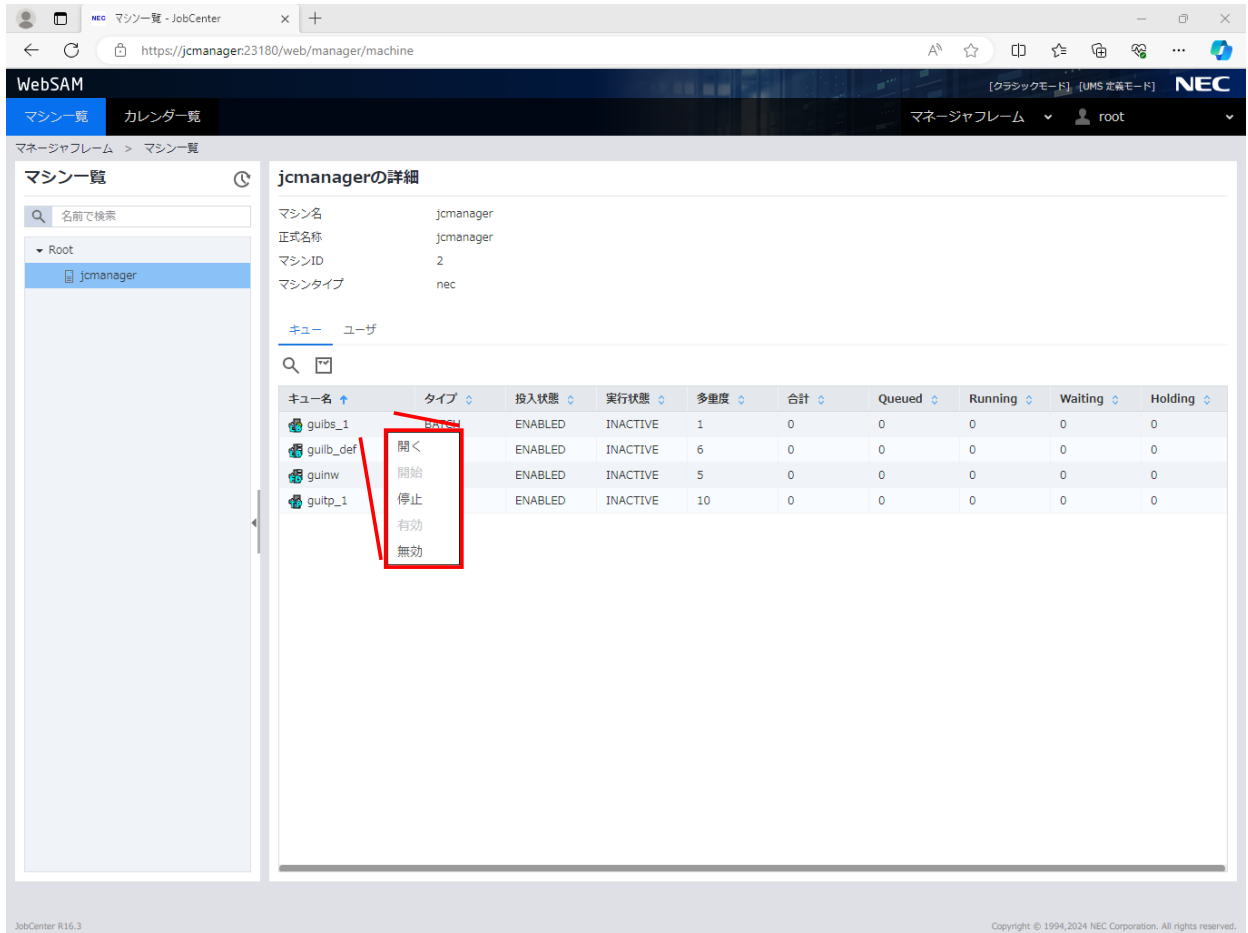 NEC マシン一覧 - JobCenter
https://jcmanager:23180/web/manager/machine
WebSAM
[クラシックモード] [UMS 定義モード] NEC
マシン一覧 カレンダ一覧 マネージャフレーム root
マネージャフレーム > マシン一覧
マシン一覧
名前で検索
Root
jcmanager
jcmanagerの詳細
マシン名 jcmanager
正式名称 jcmanager
マシンID 2
マシンタイプ nec
キュー ユーザ
キュー名 タイプ 投入状態 実行状態 多重度 合計 Queued Running Waiting Holding
guibs_1 BATCH ENABLED INACTIVE 1 0 0 0 0 0
guilb_def ENABLED INACTIVE 6 0 0 0 0 0
guinw ENABLED INACTIVE 5 0 0 0 0 0
guitp_1 ENABLED INACTIVE 10 0 0 0 0 0
開く
開始
停止
有効
無効
JobCenter R16.3
Copyright © 1994,2024 NEC Corporation. All rights reserved.